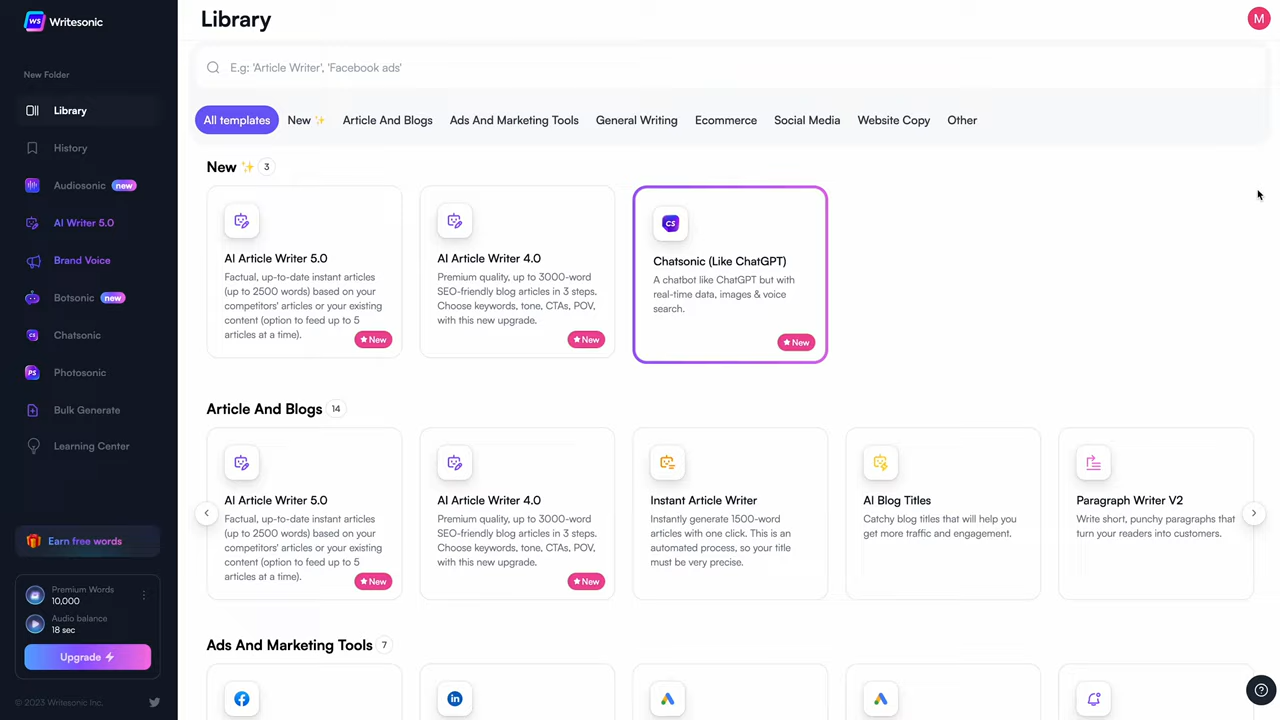 WS Writesonic
New Folder
Library
History
Audiosonic new
AI Writer 5.0
Brand Voice
Botsonic new
CS Chatsonic
PS Photosonic
Bulk Generate
Learning Center
Earn free words
Premium Words
10,000
Audio balance
18 sec
Upgrade
© 2023 Writesonic Inc.
Library
M
E.g: 'Article Writer', 'Facebook ads'
All templates New ✨ Article And Blogs Ads And Marketing Tools General Writing Ecommerce Social Media Website Copy Other
New ✨ 3
AI Article Writer 5.0
Factual, up-to-date instant articles
(up to 2500 words) based on your
competitors' articles or your existing
content (option to feed up to 5
articles at a time).
New
AI Article Writer 4.0
Premium quality, up to 3000-word
SEO-friendly blog articles in 3 steps.
Choose keywords, tone, CTAs, POV,
with this new upgrade.
New
CS
Chatsonic (Like ChatGPT)
A chatbot like ChatGPT but with
real-time data, images & voice
search.
New
Article And Blogs 14
AI Article Writer 5.0
Factual, up-to-date instant articles
(up to 2500 words) based on your
competitors' articles or your existing
content (option to feed up to 5
articles at a time).
New
AI Article Writer 4.0
Premium quality, up to 3000-word
SEO-friendly blog articles in 3 steps.
Choose keywords, tone, CTAs, POV,
with this new upgrade.
New
Instant Article Writer
Instantly generate 1500-word
articles with one click. This is an
automated process, so your title
must be very precise.
AI Blog Titles
Catchy blog titles that will help you
get more traffic and engagement.
Paragraph Writer V2
Write short, punchy paragraphs that
turn your readers into customers.
Ads And Marketing Tools 7